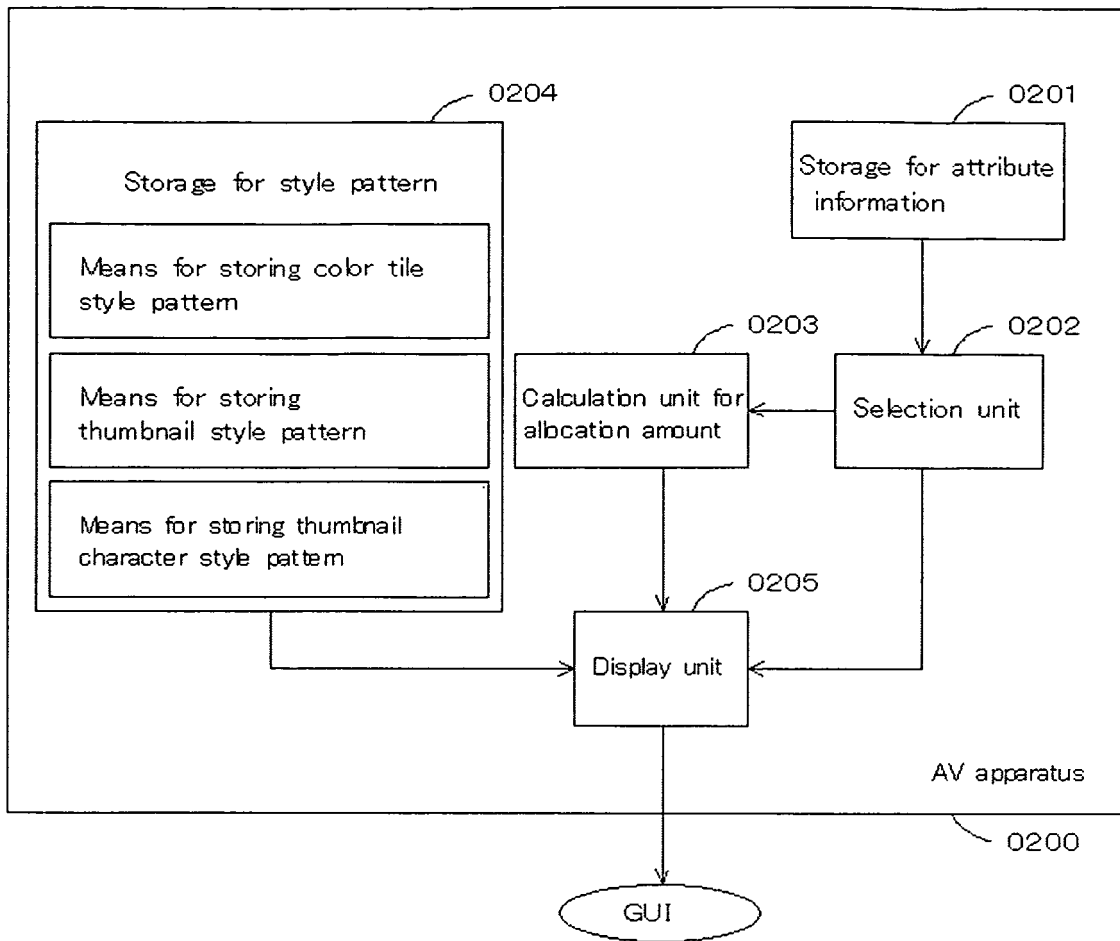 0204
0201
Storage for style pattern
Storage for attribute
information
Means for storing color tile
style pattern
0203
0202
Means for storing
thumbnail style pattern
Calculation unit for
allocation amount
Selection unit
Means for storing thumbnail
character style pattern
0205
Display unit
AV apparatus
0200
GUI